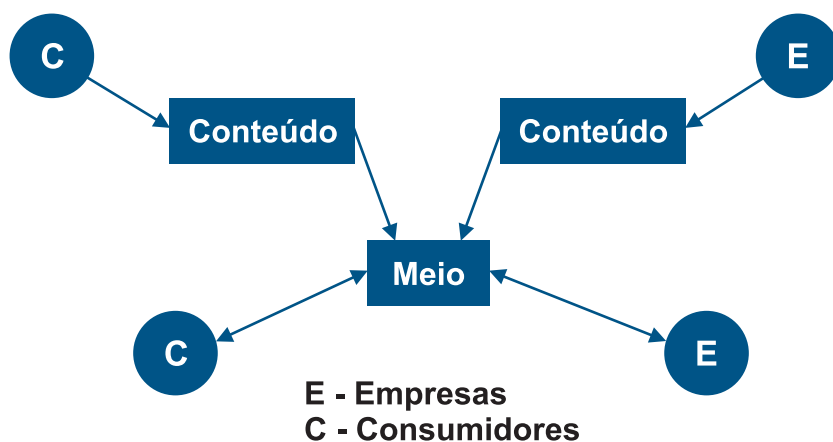 C
E
Conteúdo
Conteúdo
Meio
C
E
E - Empresas
C - Consumidores